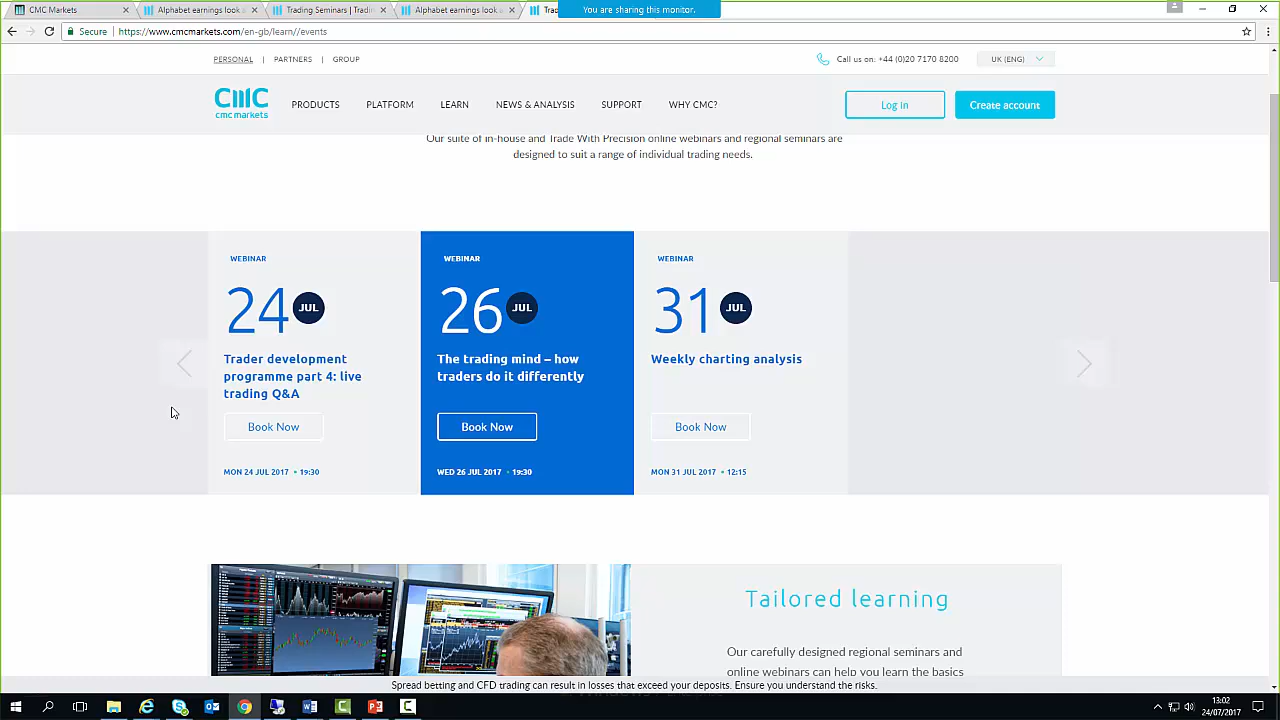 You are sharing this monitor.
CMC Markets
Alphabet earnings look
Trading Seminars | Tradin
Alphabet earnings look
Trad
Secure
https://www.cmcmarkets.com/en-gb/learn//events
PERSONAL | PARTNERS | GROUP
Call us on: +44 (0)20 7170 8200
UK (ENG)
cmc
cmc markets
PRODUCTS
PLATFORM
LEARN
NEWS & ANALYSIS
SUPPORT
WHY CMC?
Log in
Create account
Our suite of in-house and Trade With Precision online webinars and regional seminars are
designed to suit a range of individual trading needs.
WEBINAR
24 JUL
Trader development
programme part 4: live
trading Q&A
Book Now
MON 24 JUL 2017 • 19:30
WEBINAR
26 JUL
The trading mind – how
traders do it differently
Book Now
WED 26 JUL 2017 • 19:30
WEBINAR
31 JUL
Weekly charting analysis
Book Now
MON 31 JUL 2017 • 12:15
Tailored learning
Our carefully designed regional seminars and
online webinars can help you learn the basics
Spread betting and CFD trading can result in losses that exceed your deposits. Ensure you understand the risks.
13:02
24/07/2017